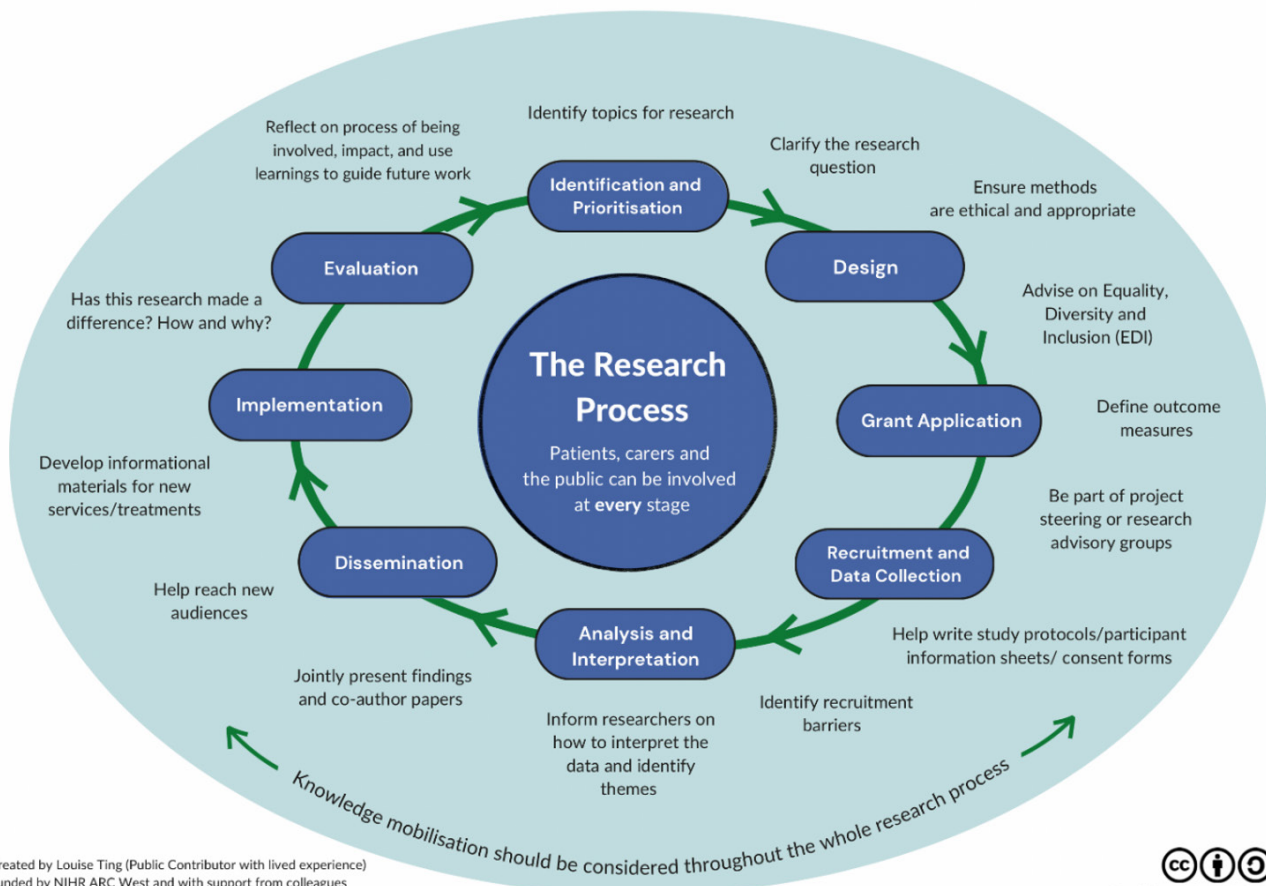 Identify topics for research
Reflect on process of being
involved, impact, and use
learnings to guide future work
Clarify the research
question
Identification and
Prioritisation
Ensure methods
are ethical and appropriate
Evaluation
Design
Has this research made a
difference? How and why?
Advise on Equality,
Diversity and
Inclusion (EDI)
The Research
Process
Patients, carers and
the public can be involved
at every stage
Implementation
Grant Application
Define outcome
measures
Develop informational
materials for new
services/treatments
Be part of project
steering or research
advisory groups
Dissemination
Recruitment and
Data Collection
Help reach new
audiences
Analysis and
Interpretation
Help write study protocols/participant
information sheets/ consent forms
Jointly present findings
and co-author papers
Identify recruitment
barriers
Inform researchers on
how to interpret the
data and identify
themes
Knowledge mobilisation should be considered throughout the whole research process
reated by Louise Ting (Public Contributor with lived experience)
unded by NIHR ARC West and with support from colleagues
cc